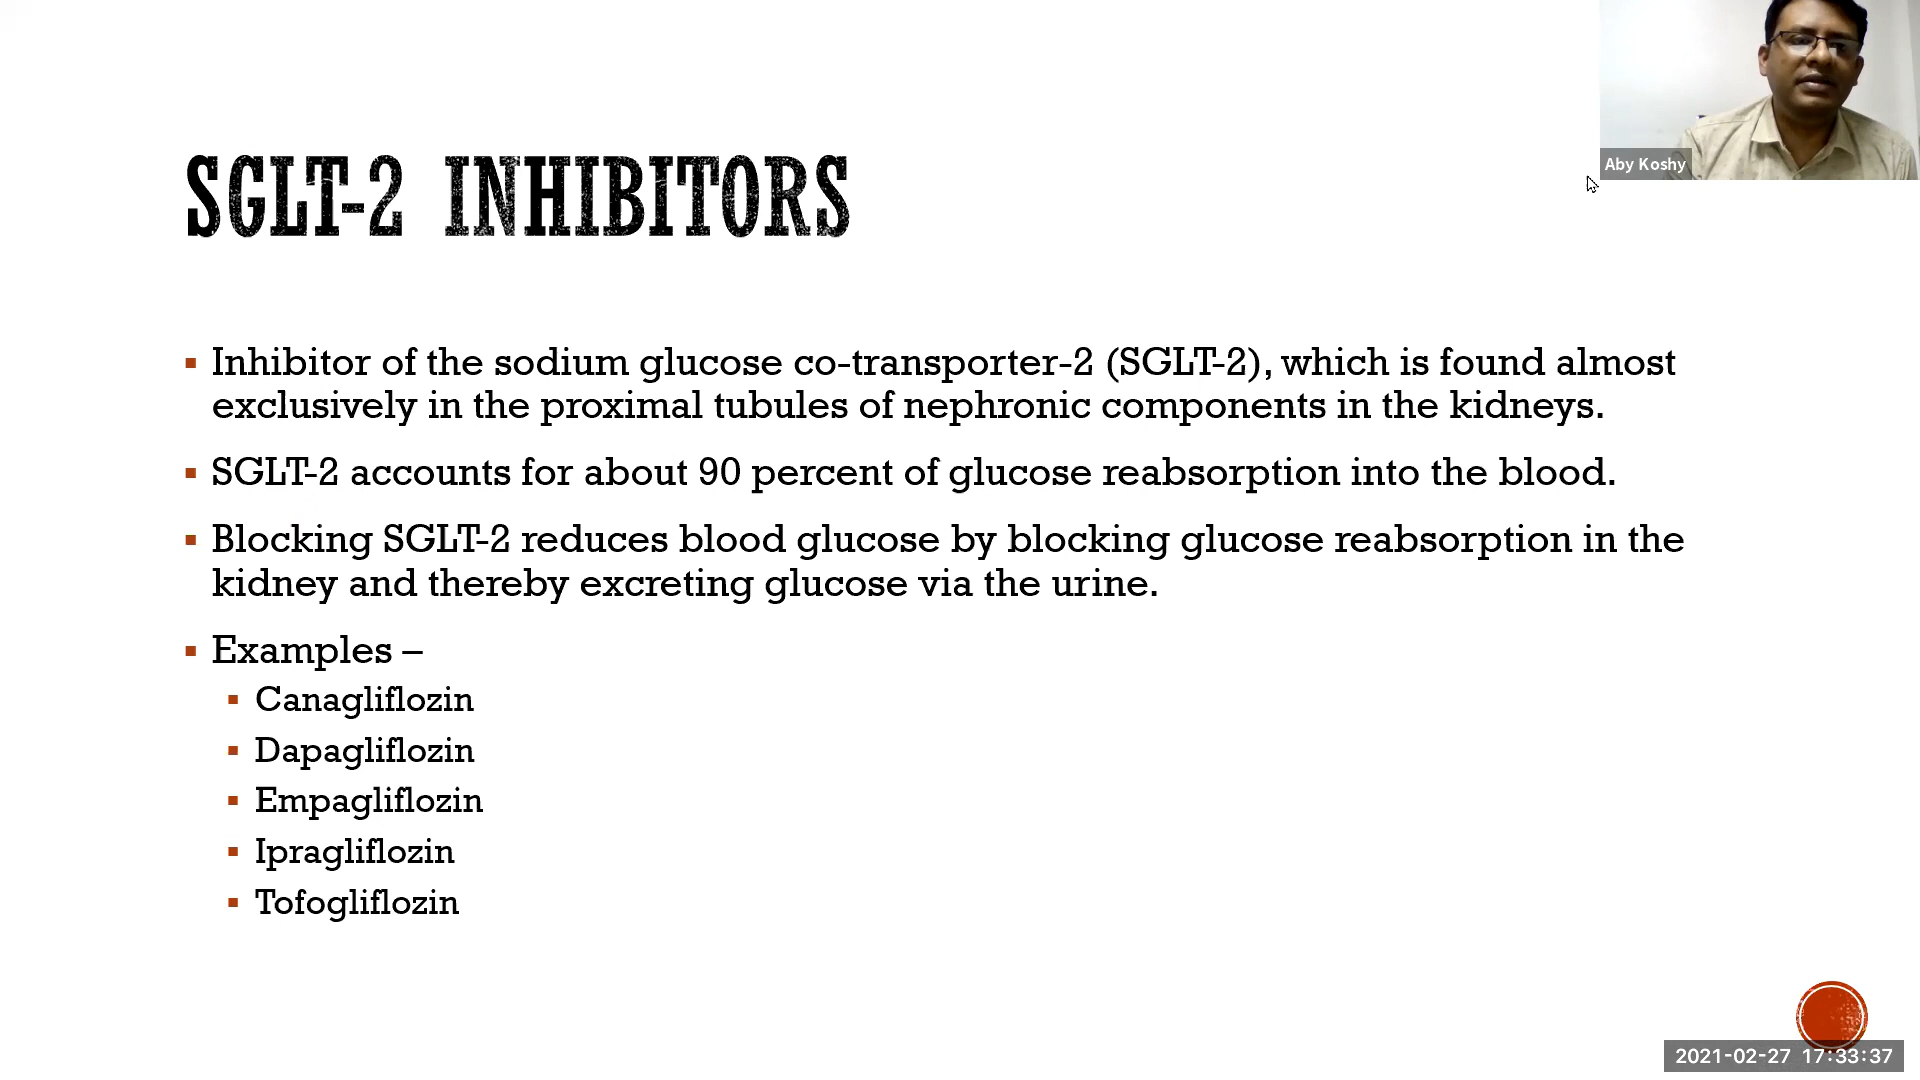 Aby Koshy
SGLT-2 INHIBITORS
▪ Inhibitor of the sodium glucose co-transporter-2 (SGLT-2), which is found almost
exclusively in the proximal tubules of nephronic components in the kidneys.
▪ SGLT-2 accounts for about 90 percent of glucose reabsorption into the blood.
▪ Blocking SGLT-2 reduces blood glucose by blocking glucose reabsorption in the
kidney and thereby excreting glucose via the urine.
▪ Examples –
▪ Canagliflozin
▪ Dapagliflozin
▪ Empagliflozin
▪ Ipragliflozin
▪ Tofogliflozin
2021-02-27 17:33:37